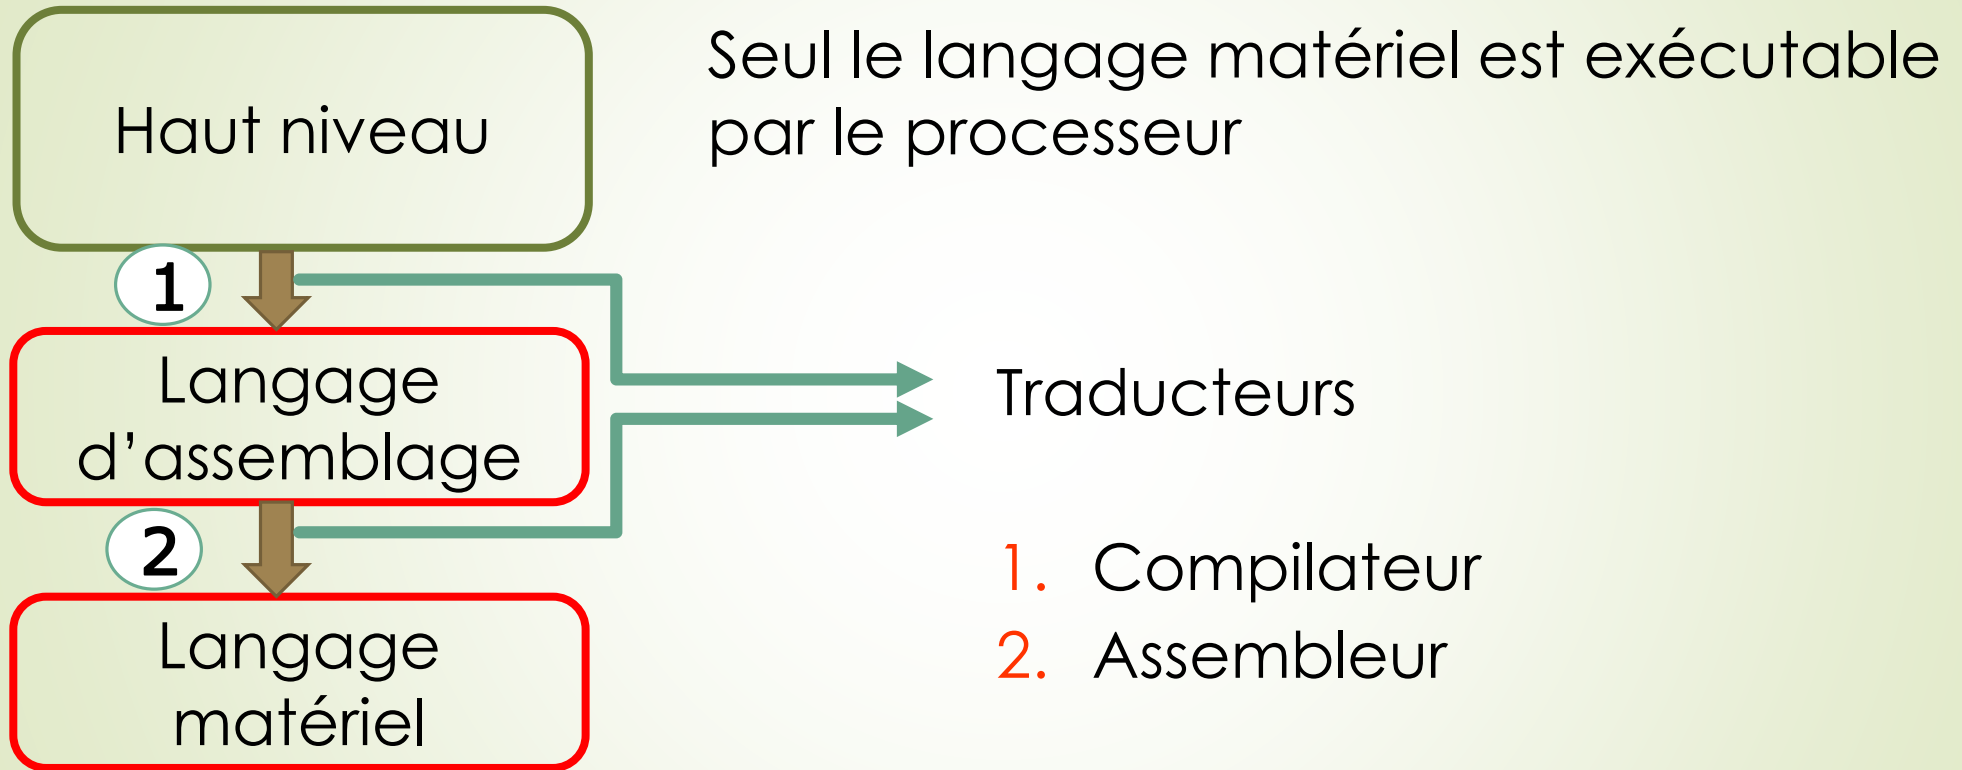 Haut niveau
Seul le langage matériel est exécutable
par le processeur
1
Langage
d’assemblage
Traducteurs
2
1. Compilateur
2. Assembleur
Langage
matériel